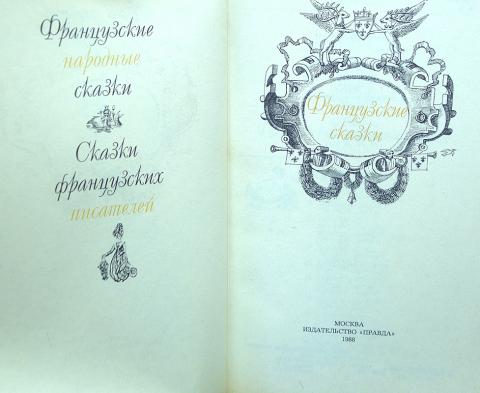 Французские
народные
сказки
Сказки
французских
писателей
Французские
сказки
МОСКВА
ИЗДАТЕЛЬСТВО «ПРАВДА»
1988